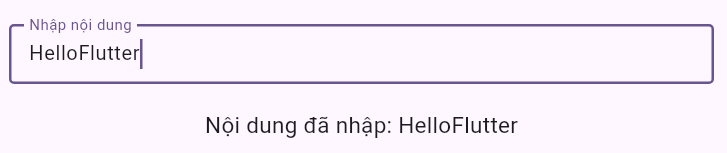 Nhập nội dung
HelloFlutter
Nội dung đã nhập: HelloFlutter